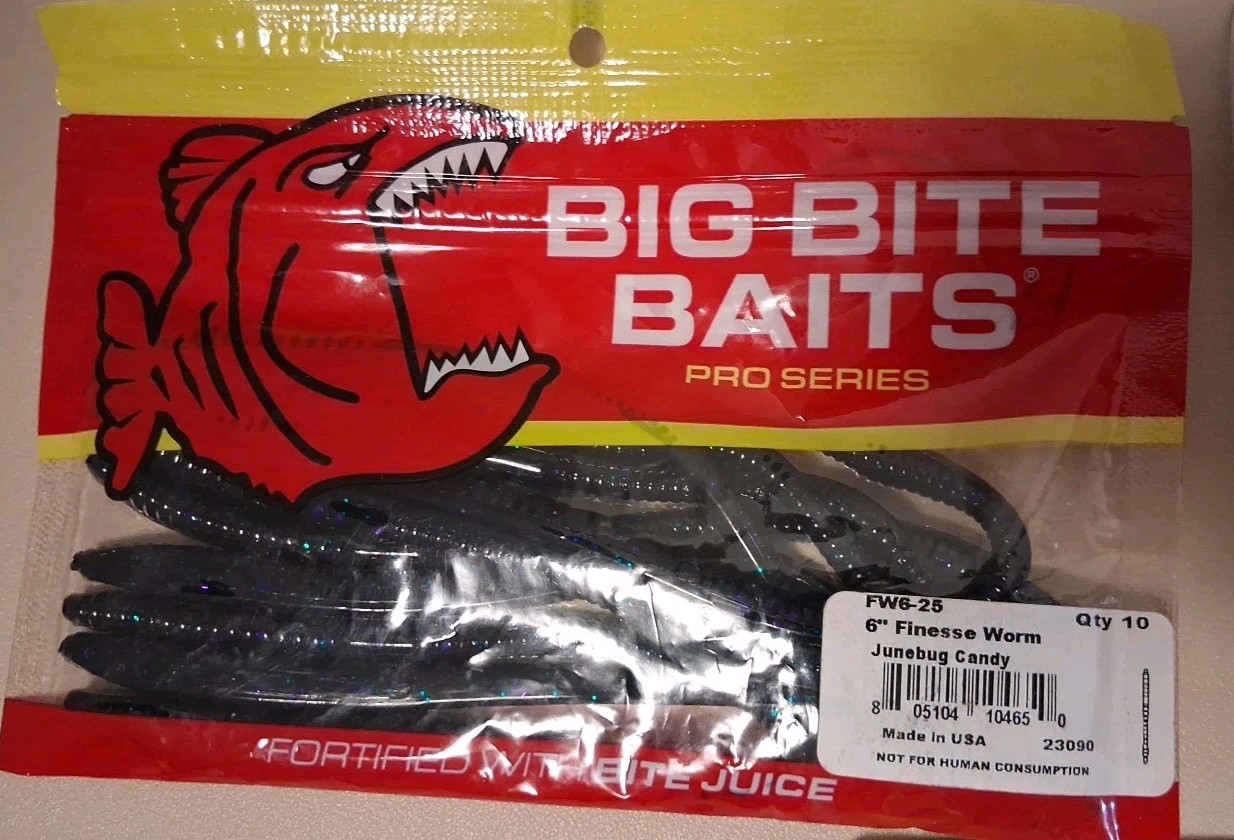 BIG BITE
BAITS®
PRO SERIES
FW6-25
Qty 10
6" Finesse Worm
Junebug Candy
8 05104 10465 0
Made in USA 23090
NOT FOR HUMAN CONSUMPTION
FORTIFIED WITH BITE JUICE